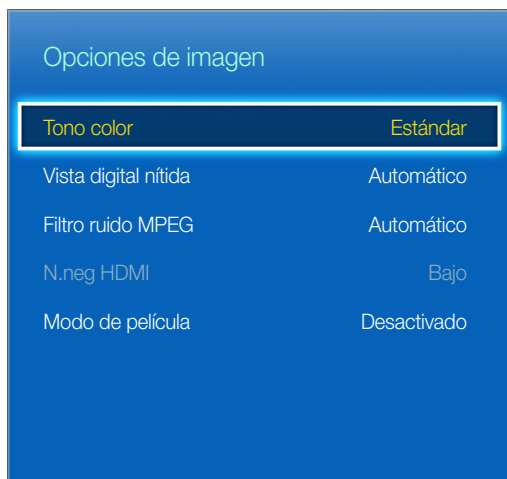 Opciones de imagen
Tono color Estándar
Vista digital nítida Automático
Filtro ruido MPEG Automático
N.neg HDMI Bajo
Modo de película Desactivado